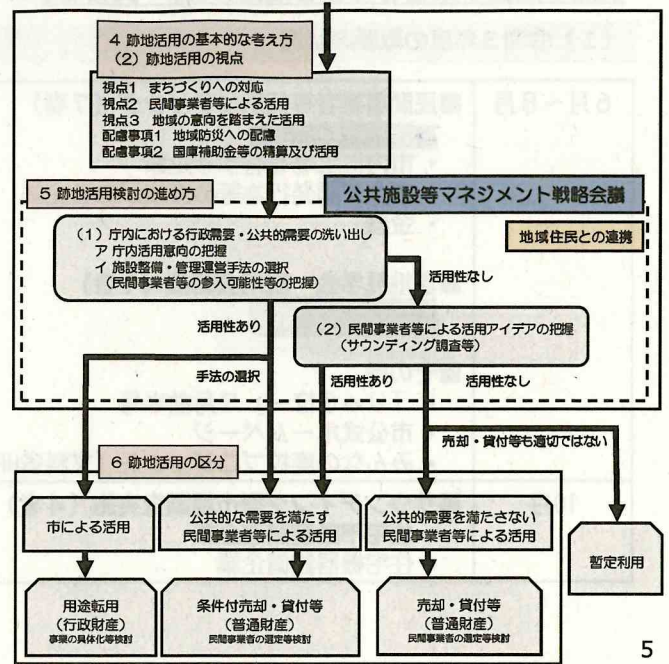 4 跡地活用の基本的な考え方
(2) 跡地活用の視点
視点1 まちづくりへの対応
視点2 民間事業者等による活用
視点3 地域の意向を踏まえた活用
配慮事項1 地域防災への配慮
配慮事項2 国庫補助金等の精算及び活用
5 跡地活用検討の進め方
公共施設等マネジメント戦略会議
地域住民との連携
(1) 庁内における行政需要・公共的需要の洗い出し
ア 庁内活用意向の把握
イ 施設整備・管理運営手法の選択
(民間事業者等の参入可能性等の把握)
活用性なし
活用性あり
(2) 民間事業者等による活用アイデアの把握
(サウンディング調査等)
手法の選択
活用性あり
活用性なし
売却・貸付等も適切ではない
6 跡地活用の区分
市による活用
公共的な需要を満たす
民間事業者等による活用
公共的需要を満たさない
民間事業者等による活用
暫定利用
用途転用
(行政財産)
事業の具体化等検討
条件付売却・貸付等
(普通財産)
民間事業者の選定等検討
売却・貸付等
(普通財産)
民間事業者の選定等検討
5